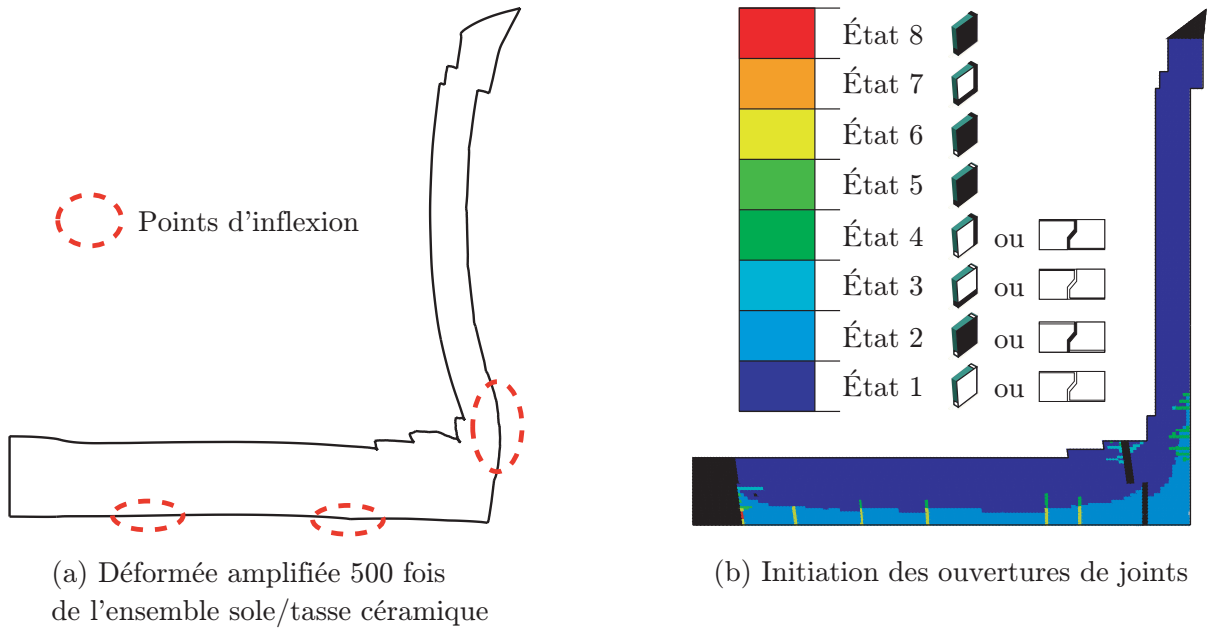 Points d'inflexion
(a) Déformée amplifiée 500 fois
de l'ensemble sole/tasse céramique
État 8
État 7
État 6
État 5
État 4 ou
État 3 ou
État 2 ou
État 1 ou
(b) Initiation des ouvertures de joints